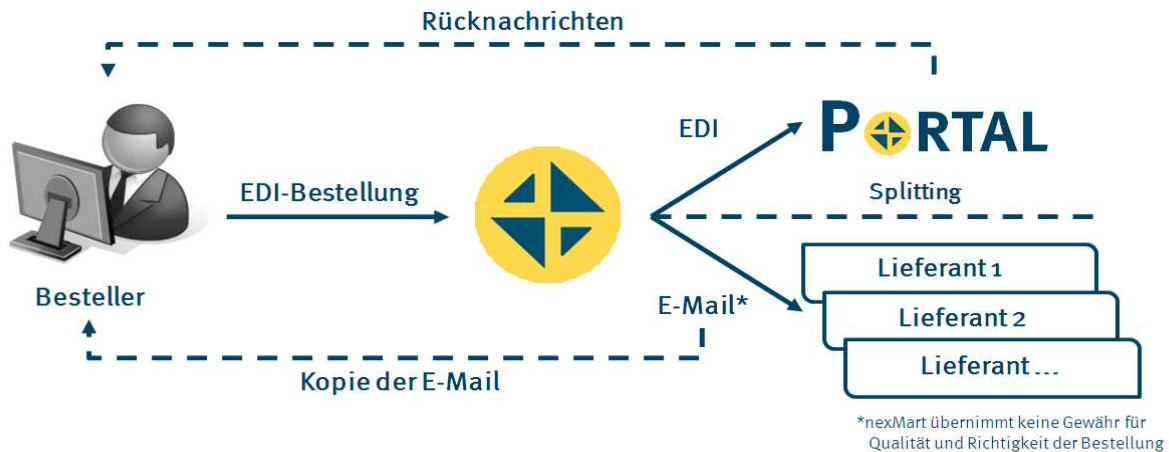 Rücknachrichten
EDI
PORTAL
EDI-Bestellung
Splitting
Besteller
E-Mail*
Lieferant 1
Lieferant 2
Lieferant ...
Kopie der E-Mail
*nexMart übernimmt keine Gewähr für
Qualität und Richtigkeit der Bestellung